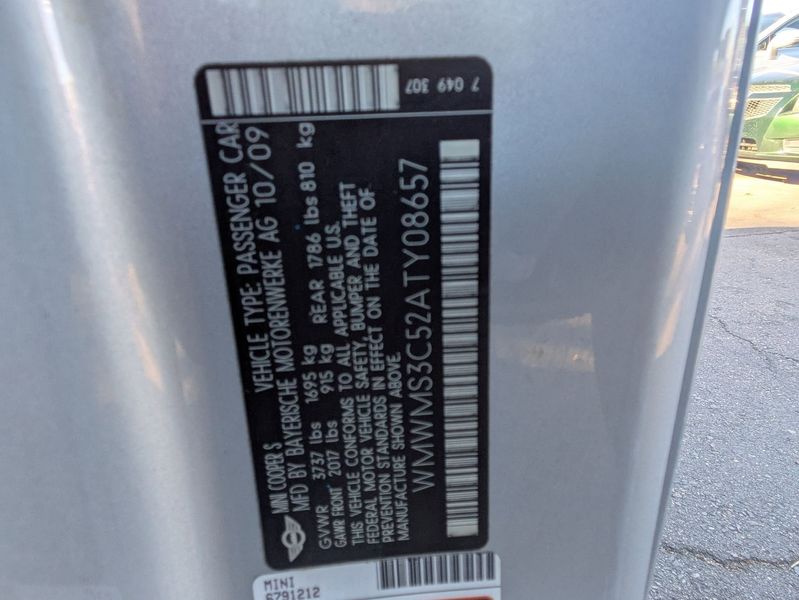 7 049 307
MINI COOPER S VEHICLE TYPE: PASSENGER CAR
MFD BY BAYERISCHE MOTORENWERKE AG 10/09
GVWR 3737 lbs 1695 kg
GAWR FRONT 2017 lbs 915 kg REAR 1786 lbs 810 kg
THIS VEHICLE CONFORMS TO ALL APPLICABLE U.S.
FEDERAL MOTOR VEHICLE SAFETY, BUMPER AND THEFT
PREVENTION STANDARDS IN EFFECT ON THE DATE OF
MANUFACTURE SHOWN ABOVE
WMWMS3C52ATY08657
MINI
6791212